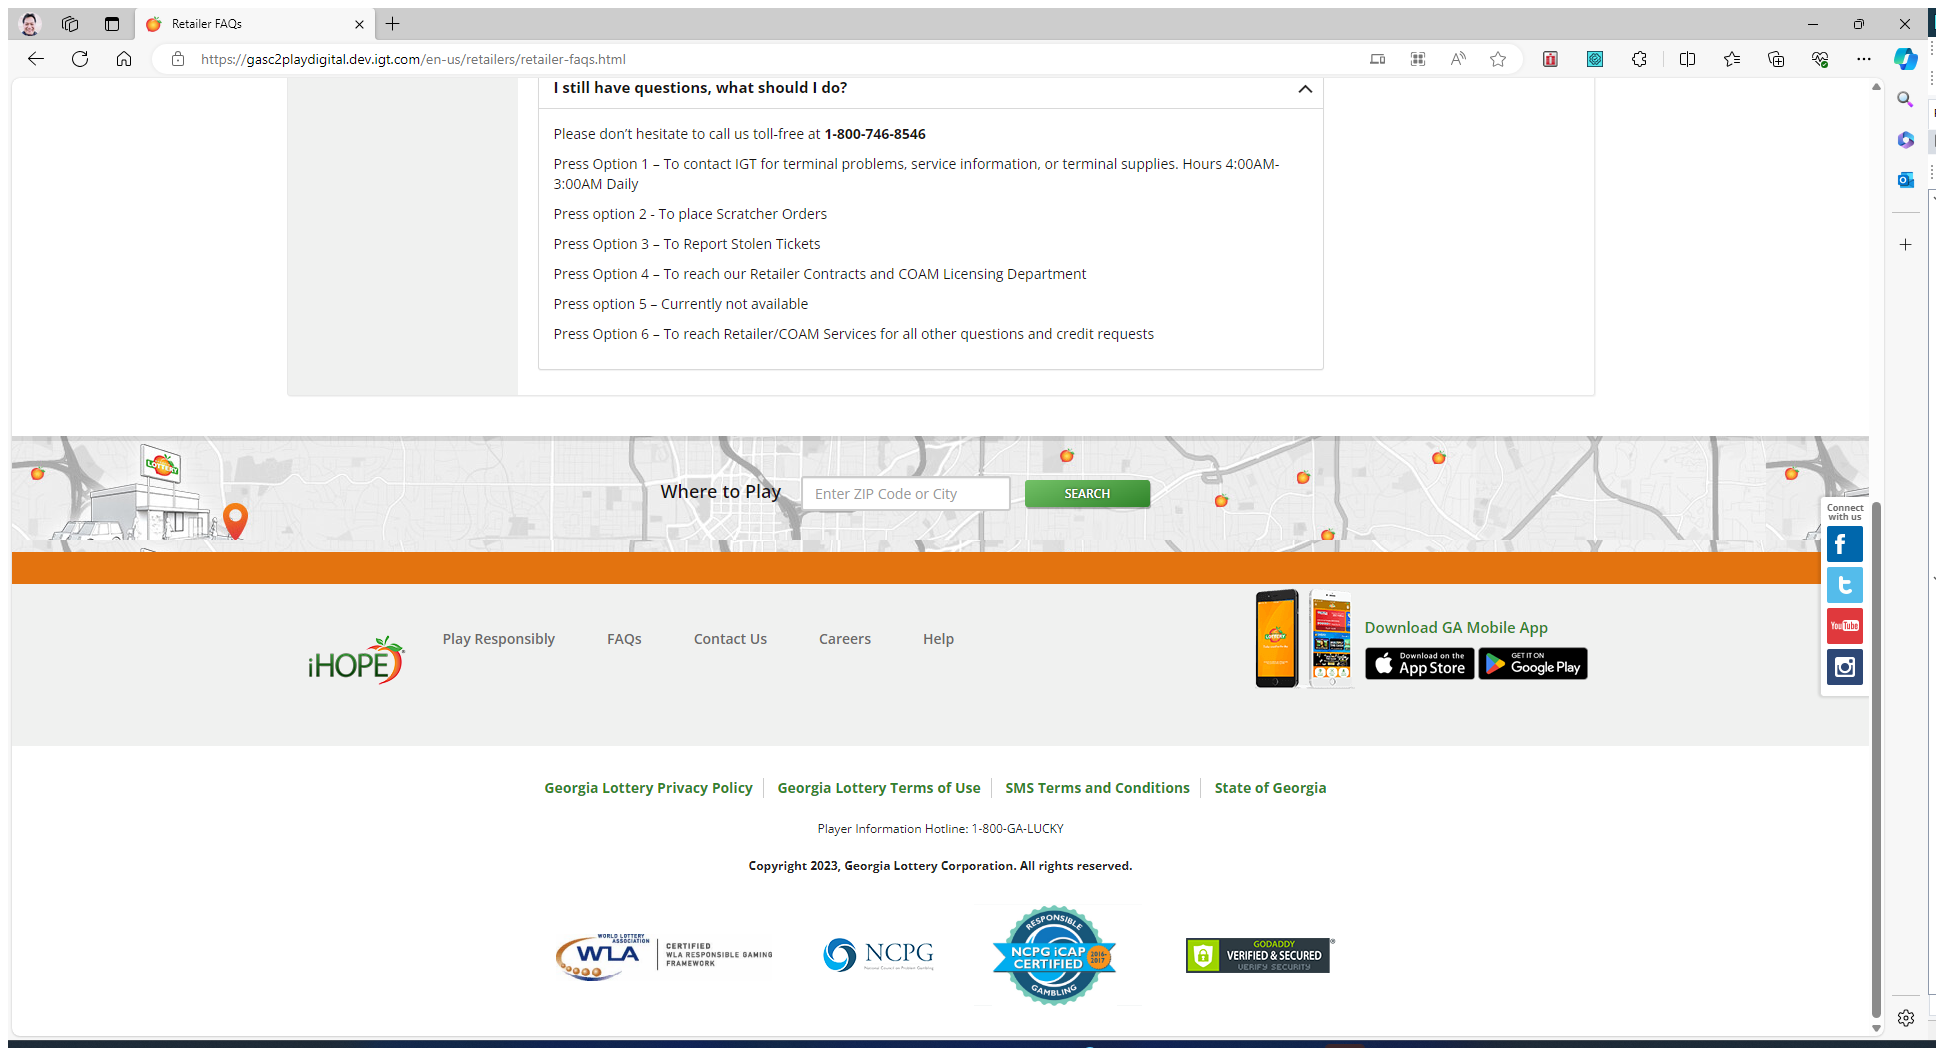 Retailer FAQs
https://gasc2playdigital.dev.igt.com/en-us/retailers/retailer-faqs.html
I still have questions, what should I do?
Please don’t hesitate to call us toll-free at 1-800-746-8546
Press Option 1 – To contact IGT for terminal problems, service information, or terminal supplies. Hours 4:00AM-
3:00AM Daily
Press option 2 - To place Scratcher Orders
Press Option 3 – To Report Stolen Tickets
Press Option 4 – To reach our Retailer Contracts and COAM Licensing Department
Press option 5 – Currently not available
Press Option 6 – To reach Retailer/COAM Services for all other questions and credit requests
LOTTERY
Where to Play
Enter ZIP Code or City
SEARCH
Connect
with us
YouTube
iHOPE
Play Responsibly
FAQs
Contact Us
Careers
Help
Download GA Mobile App
Download on the
App Store
GET IT ON
Google Play
Georgia Lottery Privacy Policy
Georgia Lottery Terms of Use
SMS Terms and Conditions
State of Georgia
Player Information Hotline: 1-800-GA-LUCKY
Copyright 2023, Georgia Lottery Corporation. All rights reserved.
WORLD LOTTERY
ASSOCIATION
WLA
CERTIFIED
WLA RESPONSIBLE GAMING
FRAMEWORK
NCPG
National Council on Problem Gambling
RESPONSIBLE
NCPG iCAP
CERTIFIED
2016-
2017
GAMBLING
GODADDY
VERIFIED & SECURED
VERIFY SECURITY